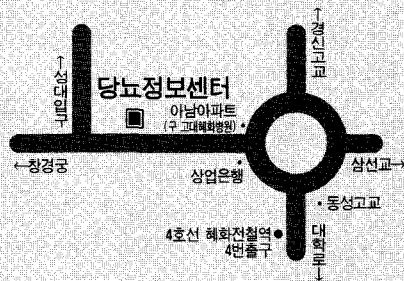 ↑경신고교
↑성대입구
당뇨정보센터
아남아파트
(구 고대혜화병원)
←창경궁
상업은행
삼선교→
동성고교
4호선 혜화전철역
4번출구
대학로↓